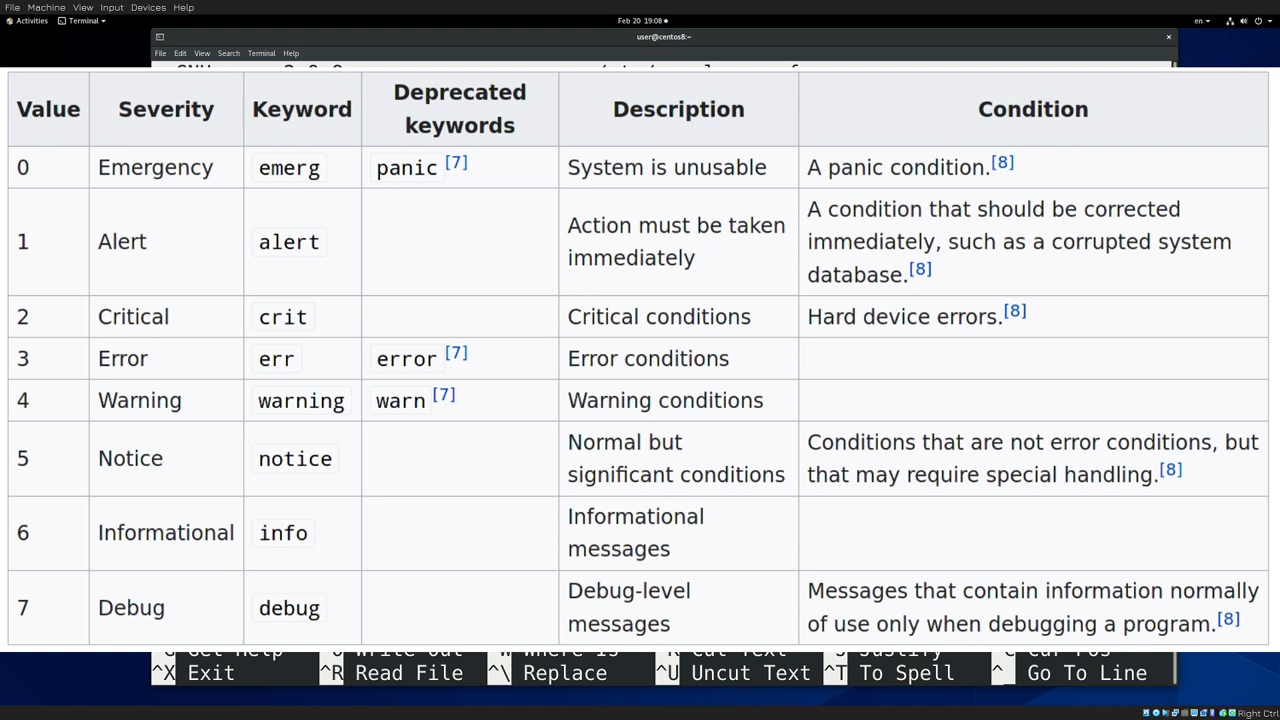 File Machine View Input Devices Help
Activities Terminal Feb 20 19:08 en
user@centos8:~ ×
File Edit View Search Terminal Help
Value Severity Keyword Deprecated keywords Description Condition
0 Emergency emerg panic [7] System is unusable A panic condition.[8]
1 Alert alert Action must be taken immediately A condition that should be corrected immediately, such as a corrupted system database.[8]
2 Critical crit Critical conditions Hard device errors.[8]
3 Error err error [7] Error conditions
4 Warning warning warn [7] Warning conditions
5 Notice notice Normal but significant conditions Conditions that are not error conditions, but that may require special handling.[8]
6 Informational info Informational messages
7 Debug debug Debug-level messages Messages that contain information normally of use only when debugging a program.[8]
^X Exit ^R Read File ^\ Replace ^U Uncut Text ^T To Spell ^_ Go To Line
Right Ctrl